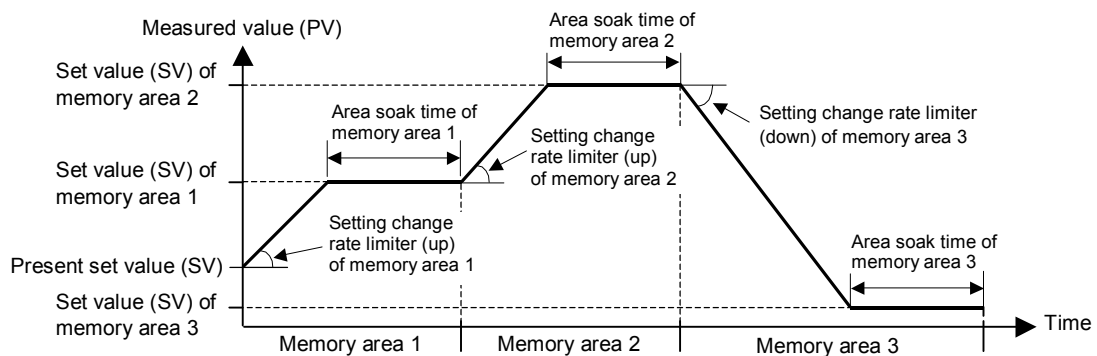 Measured value (PV)
Area soak time of
memory area 2
Set value (SV) of
memory area 2
Area soak time of
memory area 1
Setting change
rate limiter (up)
of memory area 2
Setting change rate limiter
(down) of memory area 3
Set value (SV) of
memory area 1
Setting change
rate limiter (up)
of memory area 1
Area soak time of
memory area 3
Present set value (SV)
Set value (SV) of
memory area 3
Time
Memory area 1
Memory area 2
Memory area 3